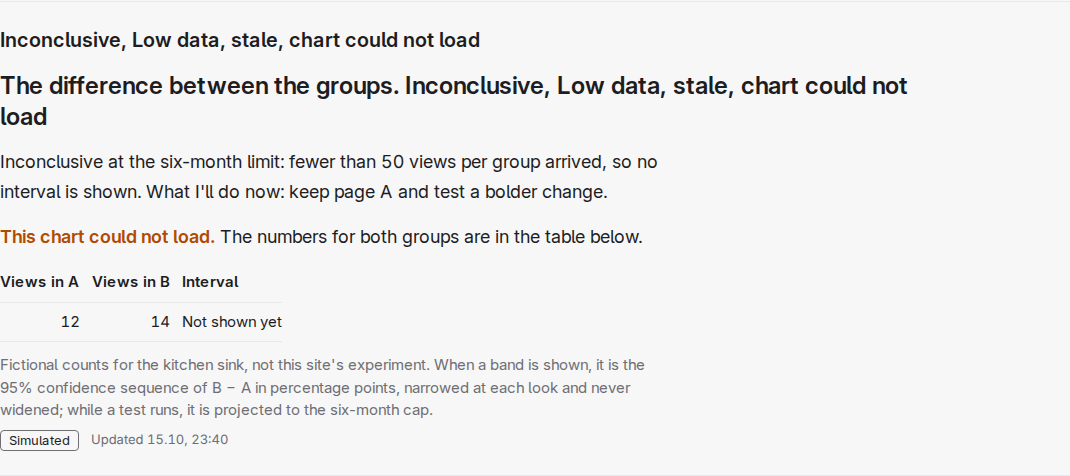 Inconclusive, Low data, stale, chart could not load
The difference between the groups. Inconclusive, Low data, stale, chart could not
load
Inconclusive at the six-month limit: fewer than 50 views per group arrived, so no
interval is shown. What I'll do now: keep page A and test a bolder change.
This chart could not load. The numbers for both groups are in the table below.
Views in A Views in B Interval
12 14 Not shown yet
Fictional counts for the kitchen sink, not this site's experiment. When a band is shown, it is the
95% confidence sequence of B − A in percentage points, narrowed at each look and never
widened; while a test runs, it is projected to the six-month cap.
Simulated Updated 15.10, 23:40